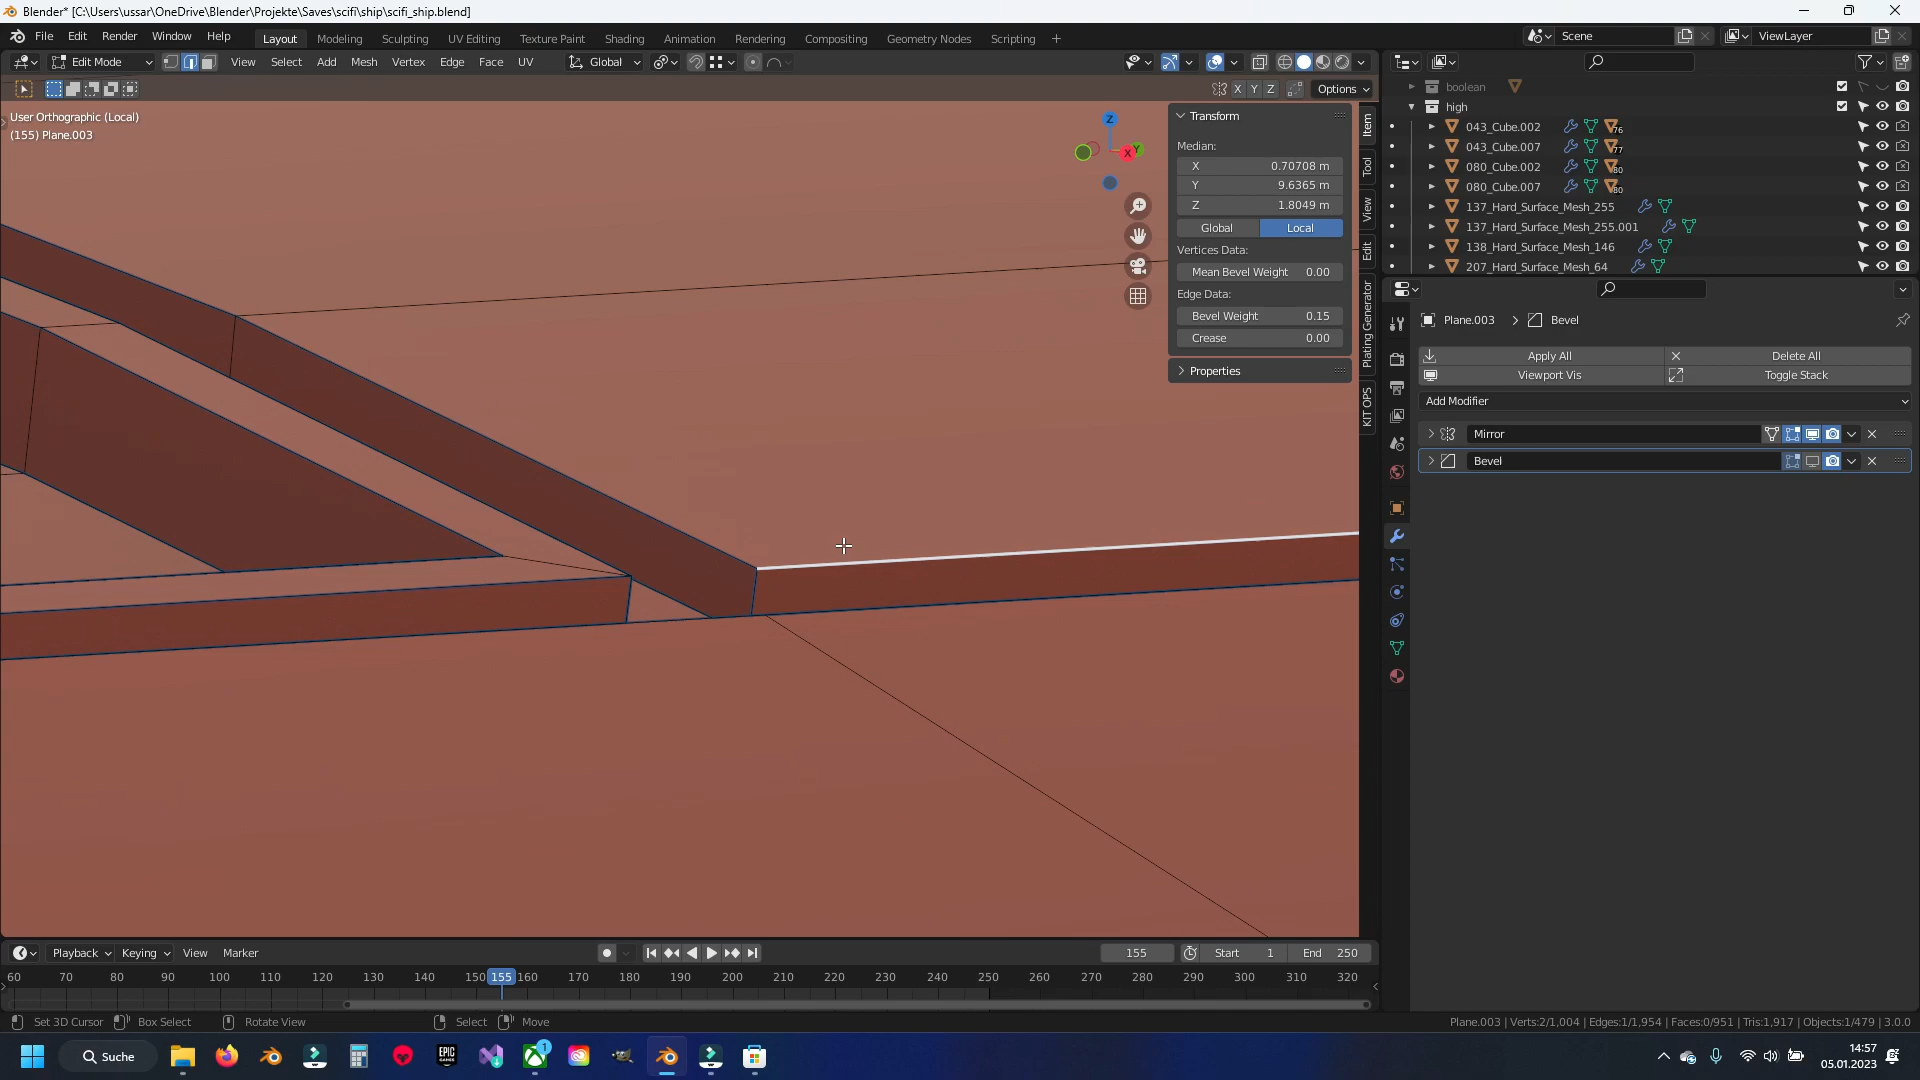 Blender* [C:\Users\ussar\OneDrive\Blender\Projekte\Saves\scifi\ship\scifi_ship.blend]
File Edit Render Window Help Layout Modeling Sculpting UV Editing Texture Paint Shading Animation Rendering Compositing Geometry Nodes Scripting + Scene ViewLayer
Edit Mode View Select Add Mesh Vertex Edge Face UV Global
X Y Z Options
User Orthographic (Local)
(155) Plane.003
Z
Y
X
Transform
Median:
X 0.70708 m
Y 9.6365 m
Z 1.8049 m
Global Local
Vertices Data:
Mean Bevel Weight 0.00
Edge Data:
Bevel Weight 0.15
Crease 0.00
Properties
Item
Tool
View
Edit
Plating Generator
KIT OPS
boolean
high
043_Cube.002 76
043_Cube.007 77
080_Cube.002 80
080_Cube.007 80
137_Hard_Surface_Mesh_255
137_Hard_Surface_Mesh_255.001
138_Hard_Surface_Mesh_146
207_Hard_Surface_Mesh_64
Plane.003 > Bevel
Apply All Delete All
Viewport Vis Toggle Stack
Add Modifier
Mirror
Bevel
Playback Keying View Marker 155 Start 1 End 250
60 70 80 90 100 110 120 130 140 150 155 160 170 180 190 200 210 220 230 240 250 260 270 280 290 300 310 320
Set 3D Cursor Box Select Rotate View Select Move Plane.003 | Verts:2/1,004 | Edges:1/1,954 | Faces:0/951 | Tris:1,917 | Objects:1/479 | 3.0.0
Suche EPIC GAMES 1 14:57
05.01.2023